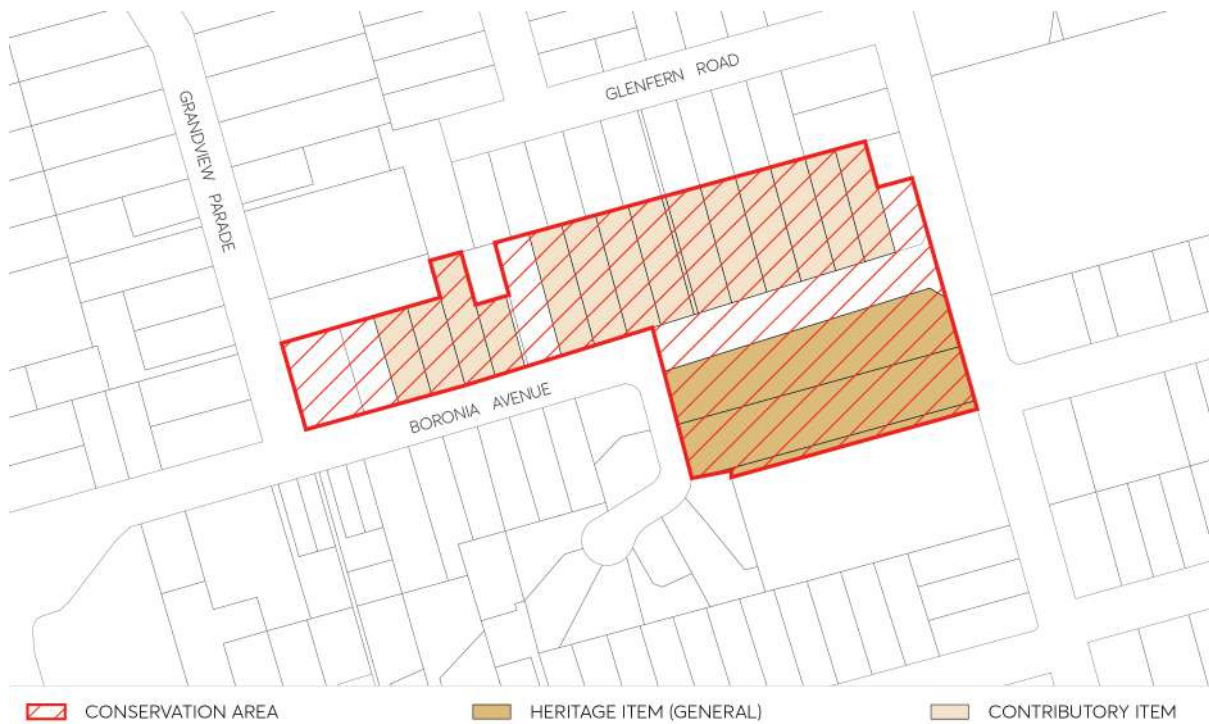 GLENFERN ROAD
GRANDVIEW PARADE
BORONIA AVENUE
CONSERVATION AREA
HERITAGE ITEM (GENERAL)
CONTRIBUTORY ITEM